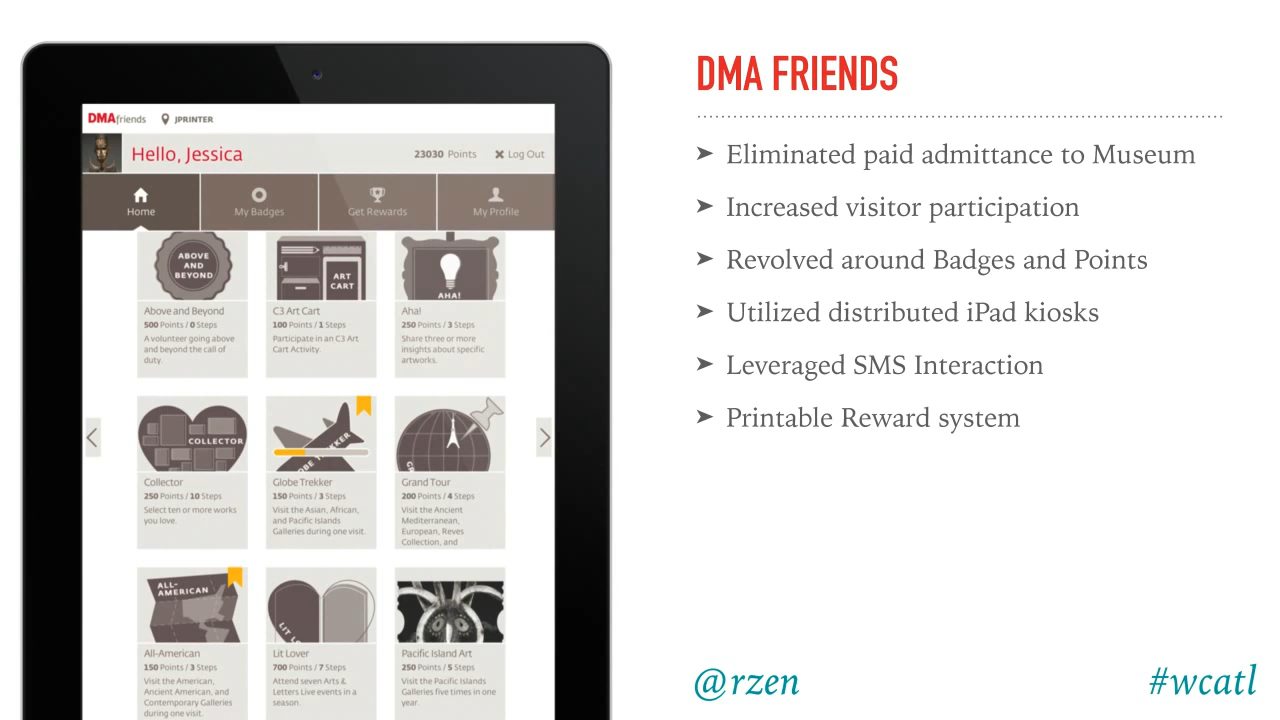 DMAfriends JPRINTER
Hello, Jessica 23030 Points Log Out
Home My Badges Get Rewards My Profile
ABOVE
AND
BEYOND
Above and Beyond
500 Points / 0 Steps
A volunteer going above
and beyond the call of
duty.
ART
CART
C3 Art Cart
100 Points / 1 Steps
Participate in an C3 Art
Cart Activity.
AHA!
Aha!
250 Points / 3 Steps
Share three or more
insights about specific
artworks.
COLLECTOR
Collector
250 Points / 10 Steps
Select ten or more works
you love.
OBE TREKKER
Globe Trekker
150 Points / 3 Steps
Visit the Asian, African,
and Pacific Islands
Galleries during one visit.
Grand Tour
200 Points / 4 Steps
Visit the Ancient
Mediterranean,
European, Reves
Collection, and
ALL-
AMERICAN
All-American
150 Points / 3 Steps
Visit the American,
Ancient American, and
Contemporary Galleries
during one visit.
LIT LO
Lit Lover
700 Points / 7 Steps
Attend seven Arts &
Letters Live events in a
season.
Pacific Island Art
250 Points / 5 Steps
Visit the Pacific Islands
Galleries five times in one
year.
DMA FRIENDS
➤ Eliminated paid admittance to Museum
➤ Increased visitor participation
➤ Revolved around Badges and Points
➤ Utilized distributed iPad kiosks
➤ Leveraged SMS Interaction
➤ Printable Reward system
@rzen #wcatl